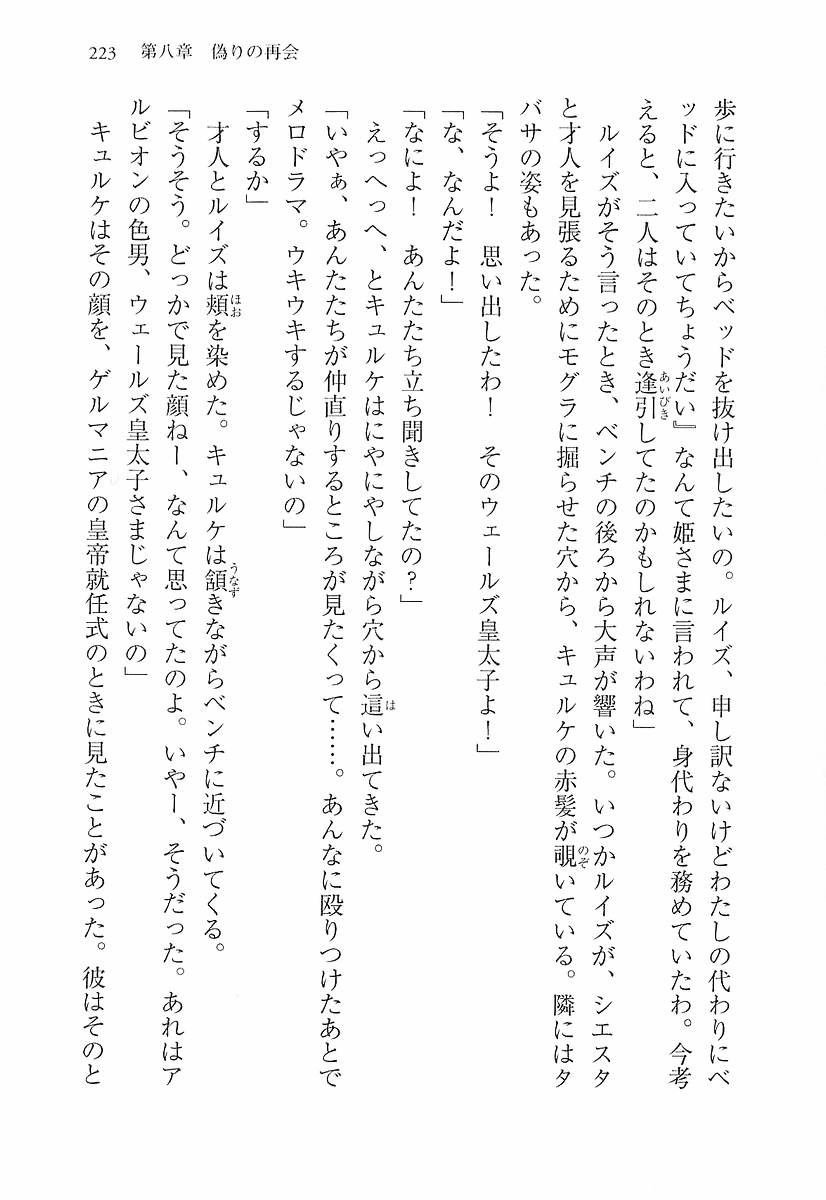 223　第八章　偽りの再会
歩に行きたいからベッドを抜け出したいの。ルイズ、申し訳ないけどわたしの代わりにベ
ッドに入っていてちょうだい』なんて姫さまに言われて、身代わりを務めていたわ。今考
えると、二人はそのとき逢引してたのかもしれないわね」
　ルイズがそう言ったとき、ベンチの後ろから大声が響いた。いつかルイズが、シエスタ
と才人を見張るためにモグラに掘らせた穴から、キュルケの赤髪が覗いている。隣にはタ
バサの姿もあった。
「そうよ！　思い出したわ！　そのウェールズ皇太子よ！」
「な、なんだよ！」
「なによ！　あんたたち立ち聞きしてたの？」
　えっへっへ、とキュルケはにやにやしながら穴から這い出てきた。
「いやぁ、あんたたちが仲直りするところが見たくって……。あんなに殴りつけたあとで
メロドラマ。ウキウキするじゃないの」
「するか」
　才人とルイズは頬を染めた。キュルケは頷きながらベンチに近づいてくる。
「そうそう。どっかで見た顔ねー、なんて思ってたのよ。いやー、そうだった。あれはア
ルビオンの色男、ウェールズ皇太子さまじゃないの」
　キュルケはその顔を、ゲルマニアの皇帝就任式のときに見たことがあった。彼はそのと